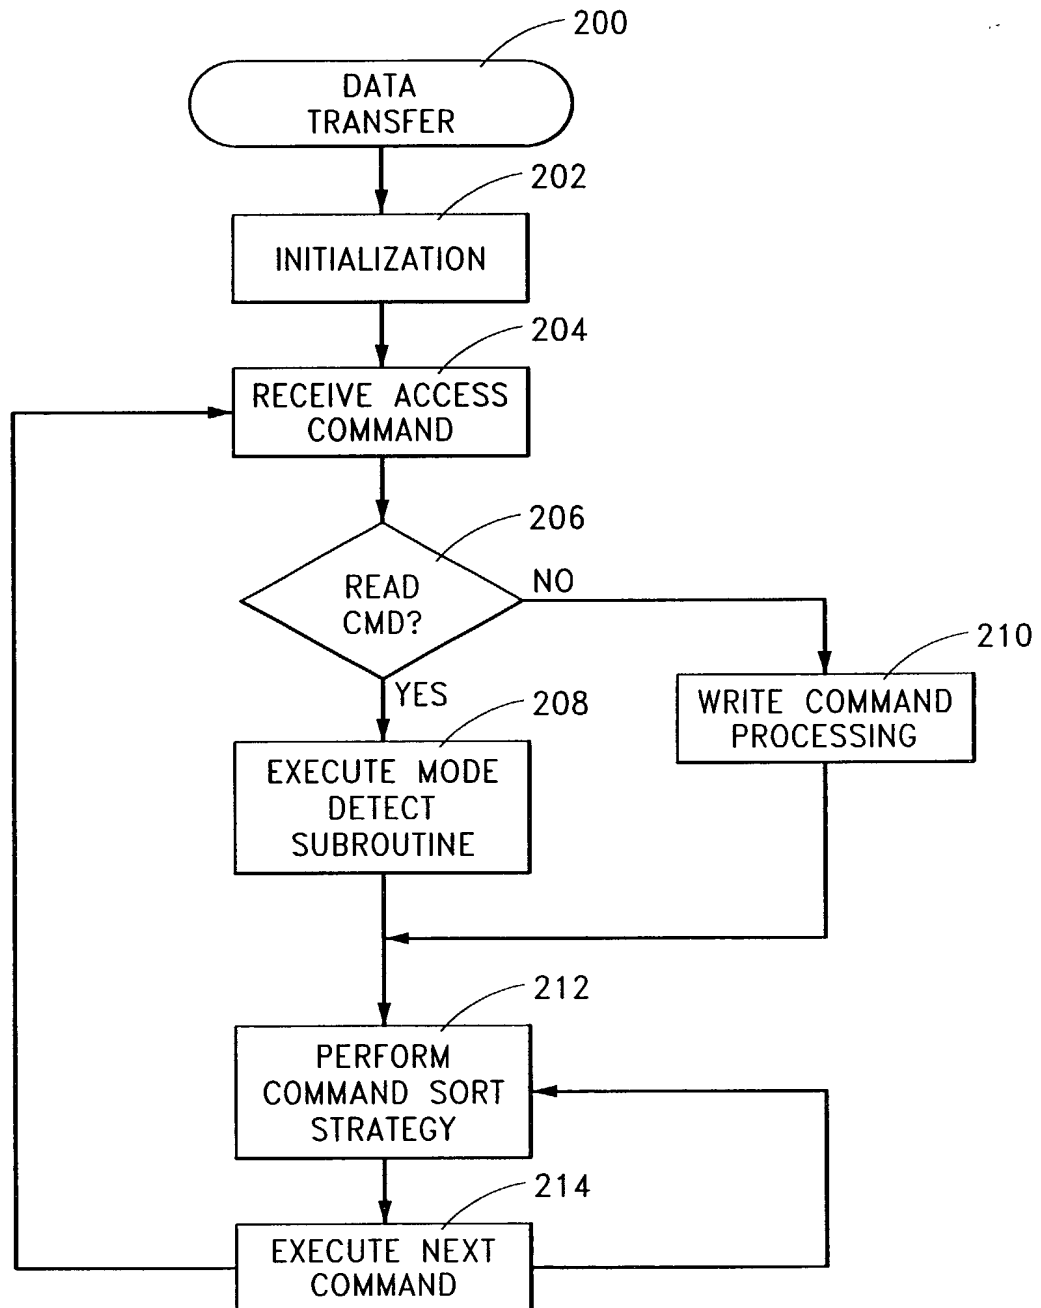 200
DATA
TRANSFER
202
INITIALIZATION
204
RECEIVE ACCESS
COMMAND
206
READ
CMD?
NO
YES
210
WRITE COMMAND
PROCESSING
208
EXECUTE MODE
DETECT
SUBROUTINE
212
PERFORM
COMMAND SORT
STRATEGY
214
EXECUTE NEXT
COMMAND